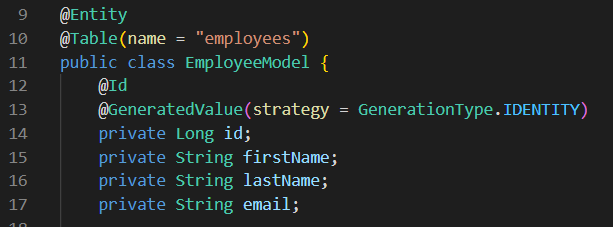 9 @Entity
10 @Table(name = "employees")
11 public class EmployeeModel {
12 @Id
13 @GeneratedValue(strategy = GenerationType.IDENTITY)
14 private Long id;
15 private String firstName;
16 private String lastName;
17 private String email;